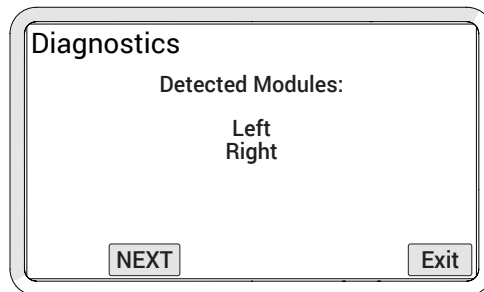 Diagnostics
Detected Modules:
Left
Right
NEXT Exit